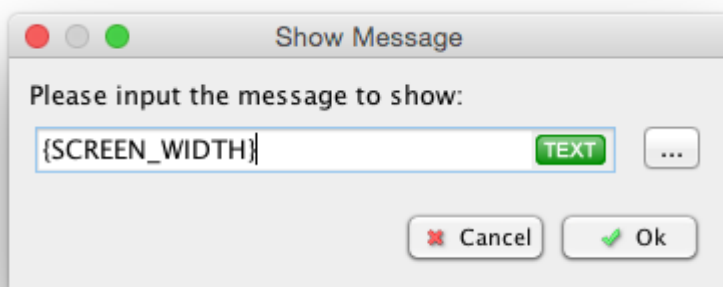 Show Message
Please input the message to show:
{SCREEN_WIDTH} TEXT ...
Cancel Ok